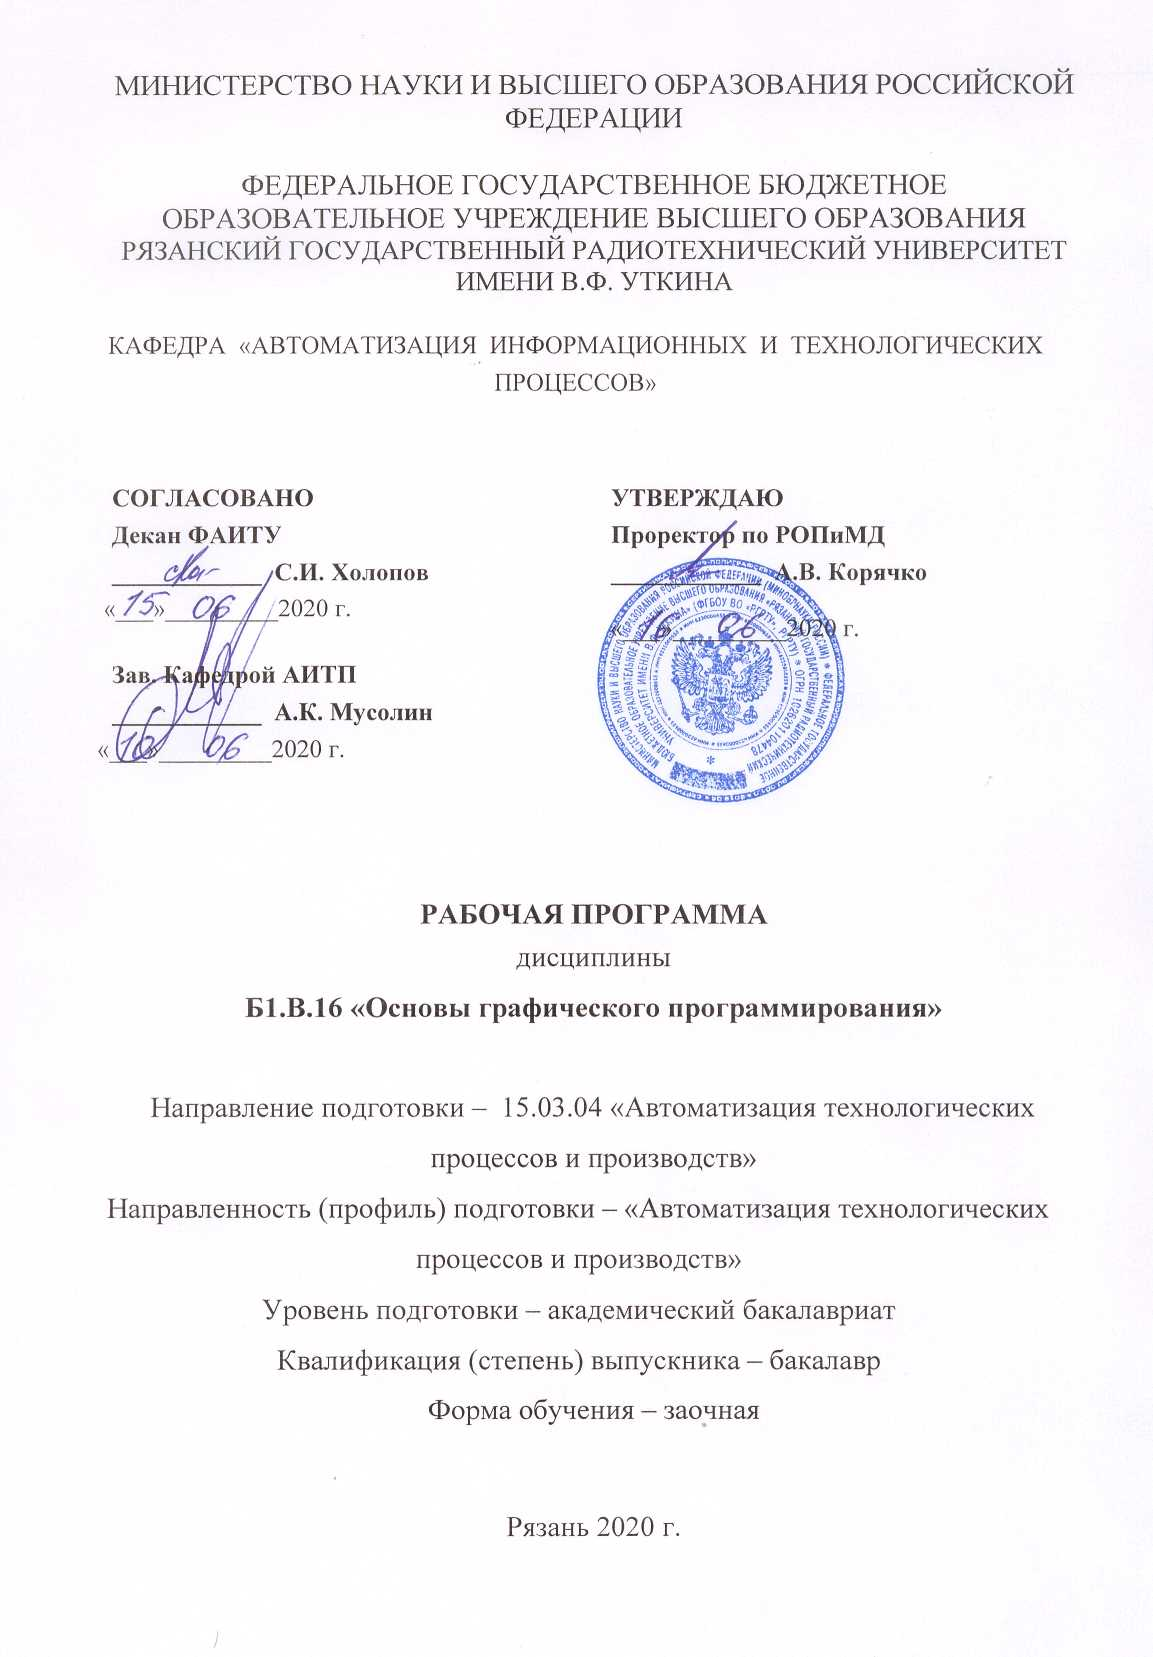 МИНИСТЕРСТВО НАУКИ И ВЫСШЕГО ОБРАЗОВАНИЯ РОССИЙСКОЙ
ФЕДЕРАЦИИ
ФЕДЕРАЛЬНОЕ ГОСУДАРСТВЕННОЕ БЮДЖЕТНОЕ
ОБРАЗОВАТЕЛЬНОЕ УЧРЕЖДЕНИЕ ВЫСШЕГО ОБРАЗОВАНИЯ
РЯЗАНСКИЙ ГОСУДАРСТВЕННЫЙ РАДИОТЕХНИЧЕСКИЙ УНИВЕРСИТЕТ
ИМЕНИ В.Ф. УТКИНА
КАФЕДРА «АВТОМАТИЗАЦИЯ ИНФОРМАЦИОННЫХ И ТЕХНОЛОГИЧЕСКИХ
ПРОЦЕССОВ»
СОГЛАСОВАНО
Декан ФАИТУ
С.И. Холопов
«15» 06 2020 г.
Зав. Кафедрой АИТП
А.К. Мусолин
«10» 06 2020 г.
УТВЕРЖДАЮ
Проректор по РОПиМД
А.В. Корячко
«16» 06 2020 г.
РАБОЧАЯ ПРОГРАММА
дисциплины
Б1.В.16 «Основы графического программирования»
Направление подготовки – 15.03.04 «Автоматизация технологических
процессов и производств»
Направленность (профиль) подготовки – «Автоматизация технологических
процессов и производств»
Уровень подготовки – академический бакалавриат
Квалификация (степень) выпускника – бакалавр
Форма обучения – заочная
Рязань 2020 г.